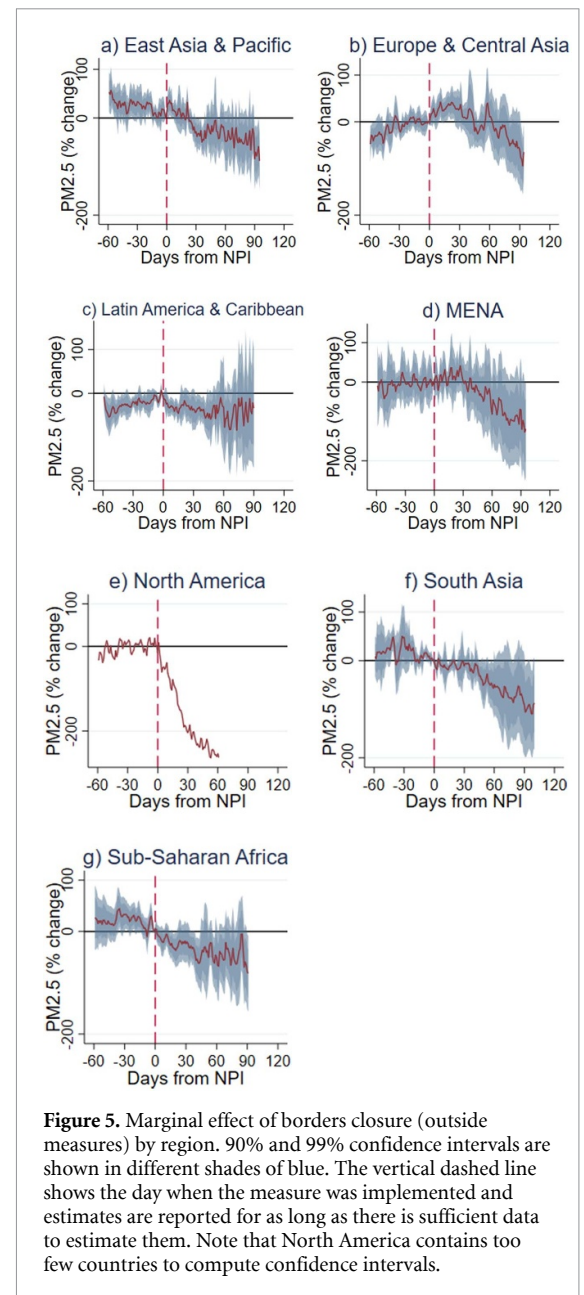 a) East Asia & Pacific
100
0
-200
PM2.5 (% change)
-60 -30 0 30 60 90 120
Days from NPI
b) Europe & Central Asia
100
0
-200
PM2.5 (% change)
-60 -30 0 30 60 90 120
Days from NPI
c) Latin America & Caribbean
100
0
-200
PM2.5 (% change)
-60 -30 0 30 60 90 120
Days from NPI
d) MENA
100
0
-200
PM2.5 (% change)
-60 -30 0 30 60 90 120
Days from NPI
e) North America
100
0
-200
PM2.5 (% change)
-60 -30 0 30 60 90 120
Days from NPI
f) South Asia
100
0
-200
PM2.5 (% change)
-60 -30 0 30 60 90 120
Days from NPI
g) Sub-Saharan Africa
100
0
-200
PM2.5 (% change)
-60 -30 0 30 60 90 120
Days from NPI
Figure 5. Marginal effect of borders closure (outside
measures) by region. 90% and 99% confidence intervals are
shown in different shades of blue. The vertical dashed line
shows the day when the measure was implemented and
estimates are reported for as long as there is sufficient data
to estimate them. Note that North America contains too
few countries to compute confidence intervals.